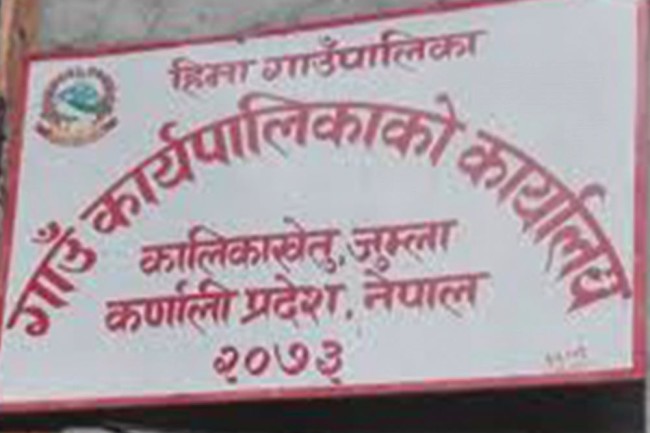 हिमा गाउँपालिका
गाउँ कार्यपालिकाको कार्यालय
कालिकाखेतु, जुम्ला
कर्णाली प्रदेश, नेपाल
२०७३